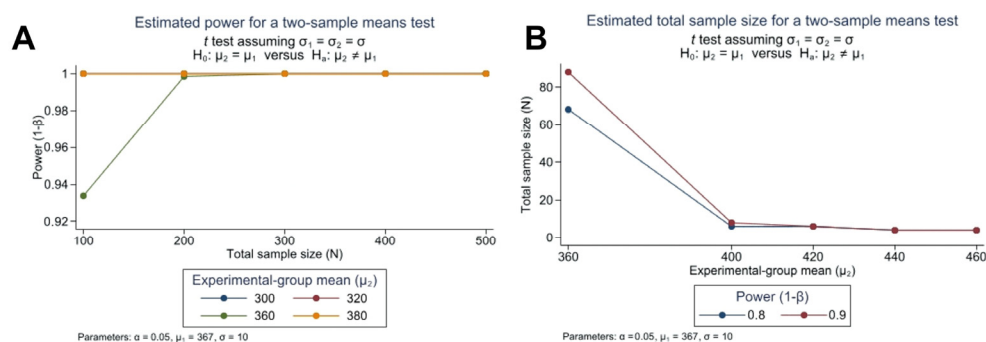 A
Estimated power for a two-sample means test
t test assuming σ₁ = σ₂ = σ
H₀: μ₂ = μ₁ versus Hₐ: μ₂ ≠ μ₁
Power (1-β)
1
0.98
0.96
0.94
0.92
100 200 300 400 500
Total sample size (N)
Experimental-group mean (μ₂)
300 320
360 380
Parameters: α = 0.05, μ₁ = 367, σ = 10
B
Estimated total sample size for a two-sample means test
t test assuming σ₁ = σ₂ = σ
H₀: μ₂ = μ₁ versus Hₐ: μ₂ ≠ μ₁
Total sample size (N)
80
60
40
20
0
360 400 420 440 460
Experimental-group mean (μ₂)
Power (1-β)
0.8 0.9
Parameters: α =0.05, μ₁ = 367, σ = 10